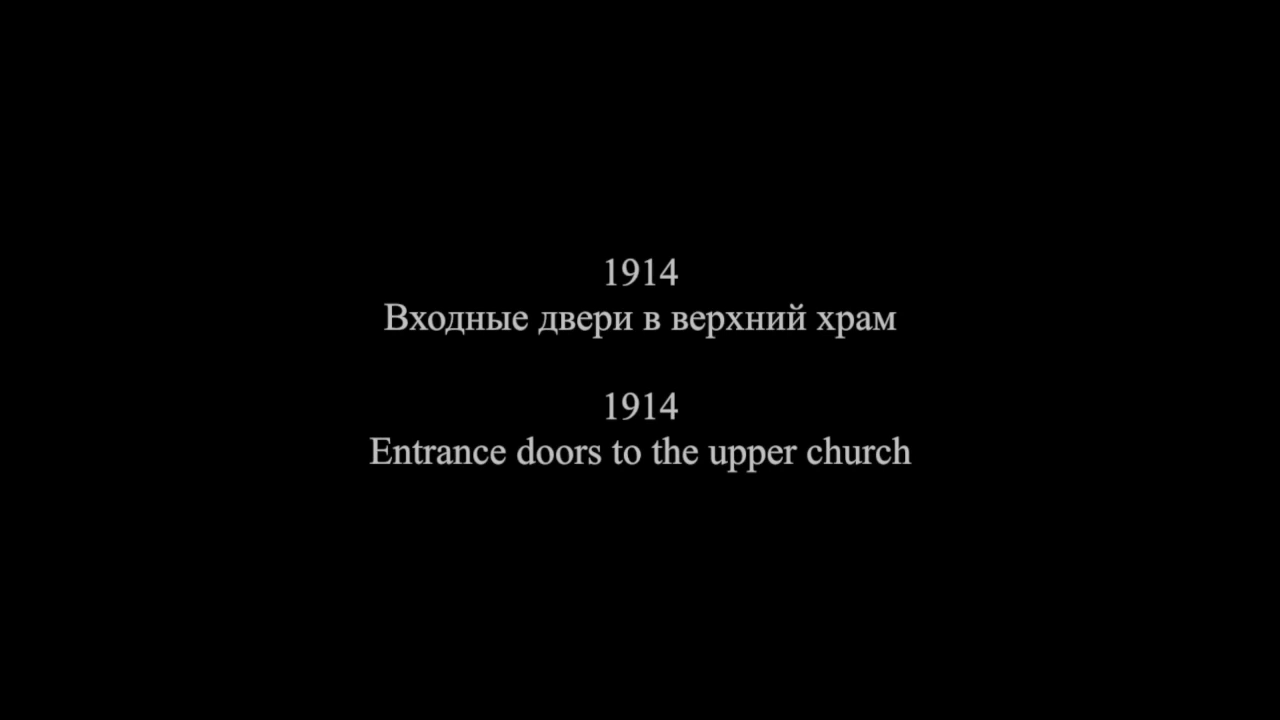 1914
Входные двери в верхний храм
1914
Entrance doors to the upper church